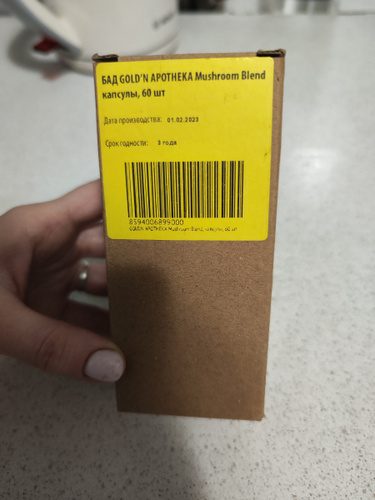 БАД GOLD'N APOTHEKA Mushroom Blend
капсулы, 60 шт
Дата производства: 01.02.2023
Срок годности: 3 года
8594006899000
GOLD'N APOTHEKA Mushroom Blend, капсулы, 60 шт